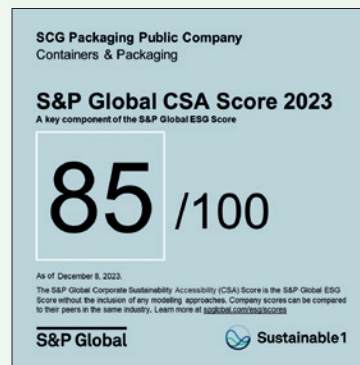 SCG Packaging Public Company
Containers & Packaging
S&P Global CSA Score 2023
A key component of the S&P Global ESG Score
85 /100
As of December 8, 2023.
The S&P Global Corporate Sustainability Accessibility (CSA) Score is the S&P Global ESG
Score without the inclusion of any modelling approaches. Company scores can be compared
to their peers in the same industry. Learn more at spglobal.com/esg/scores
S&P Global
Sustainable1